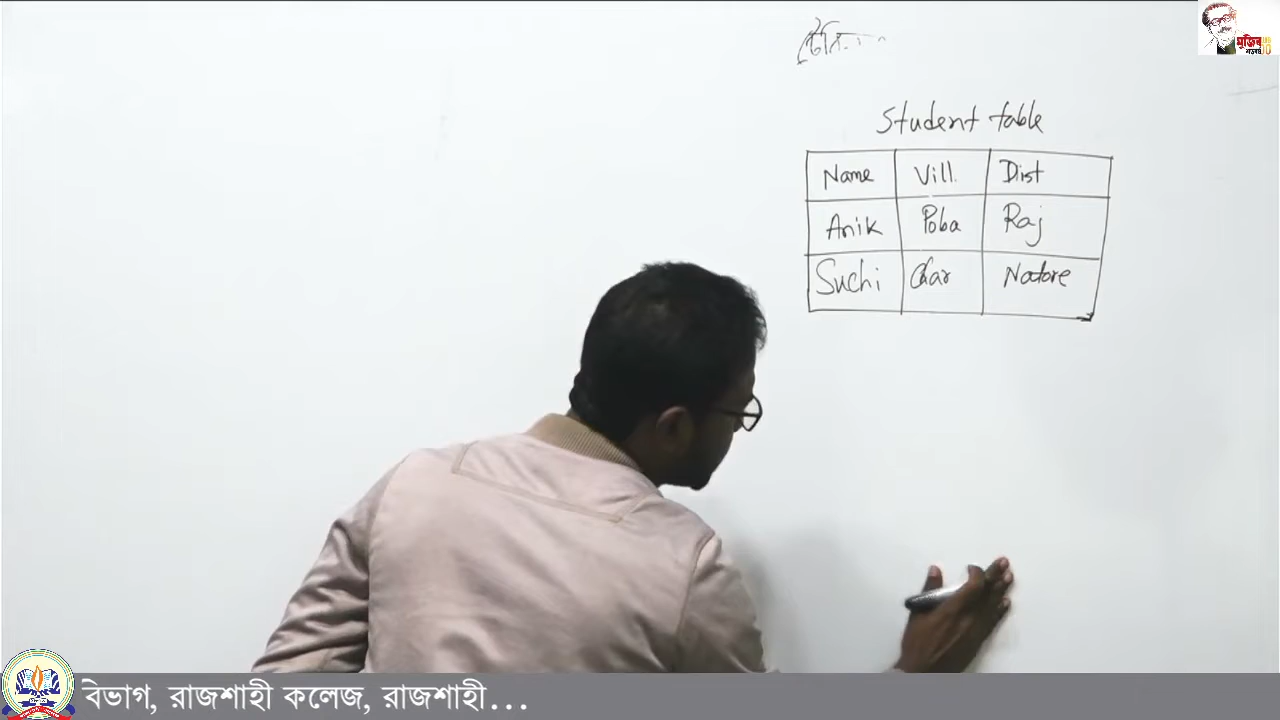 Student table
Name Vill. Dist
Anik Poba Raj
Suchi Char Natore
মুজিব
বিভাগ, রাজশাহী কলেজ, রাজশাহী...